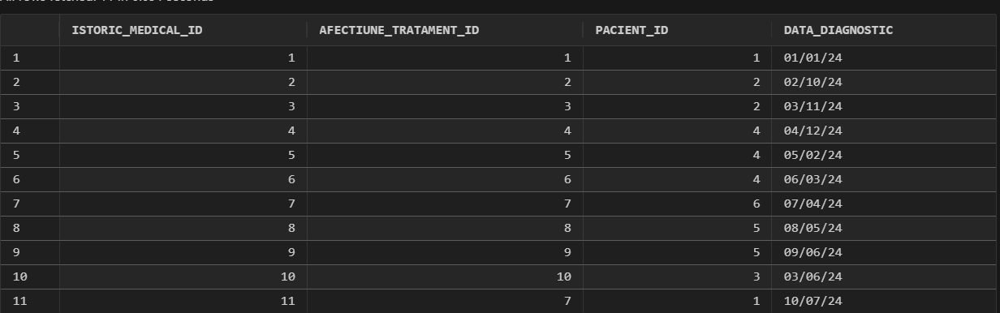 ISTORIC_MEDICAL_ID AFECTIUNE_TRATAMENT_ID PACIENT_ID DATA_DIAGNOSTIC
1 1 1 1 01/01/24
2 2 2 2 02/10/24
3 3 3 2 03/11/24
4 4 4 4 04/12/24
5 5 5 4 05/02/24
6 6 6 4 06/03/24
7 7 7 6 07/04/24
8 8 8 5 08/05/24
9 9 9 5 09/06/24
10 10 10 3 03/06/24
11 11 7 1 10/07/24